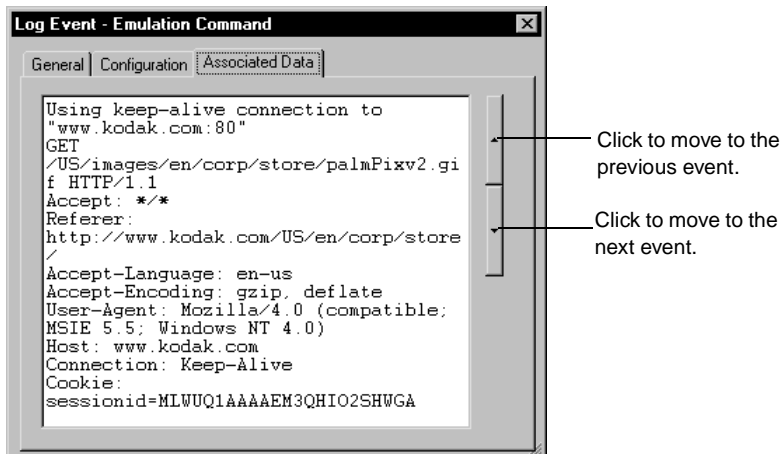 Log Event - Emulation Command
General
Configuration
Associated Data
Using keep-alive connection to
"www.kodak.com:80"
GET
/US/images/en/corp/store/palmPixv2.gi
f HTTP/1.1
Accept: */*
Referer:
http://www.kodak.com/US/en/corp/store
/
Accept-Language: en-us
Accept-Encoding: gzip, deflate
User-Agent: Mozilla/4.0 (compatible;
MSIE 5.5; Windows NT 4.0)
Host: www.kodak.com
Connection: Keep-Alive
Cookie:
sessionid=MLWUQ1AAAAEM3QHIO2SHWGA
Click to move to the
previous event.
Click to move to the
next event.